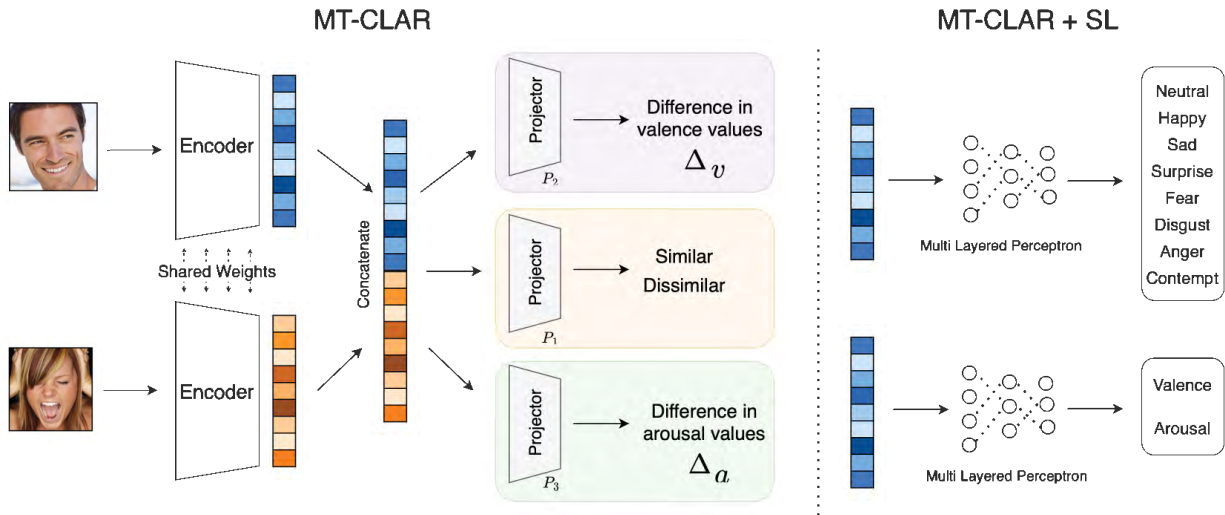 MT-CLAR
MT-CLAR + SL
Encoder
Shared Weights
Encoder
Concatenate
Projector
P₂
Difference in
valence values
Δ v
Projector
P₁
Similar
Dissimilar
Projector
P₃
Difference in
arousal values
Δ a
Multi Layered Perceptron
Neutral
Happy
Sad
Surprise
Fear
Disgust
Anger
Contempt
Multi Layered Perceptron
Valence
Arousal